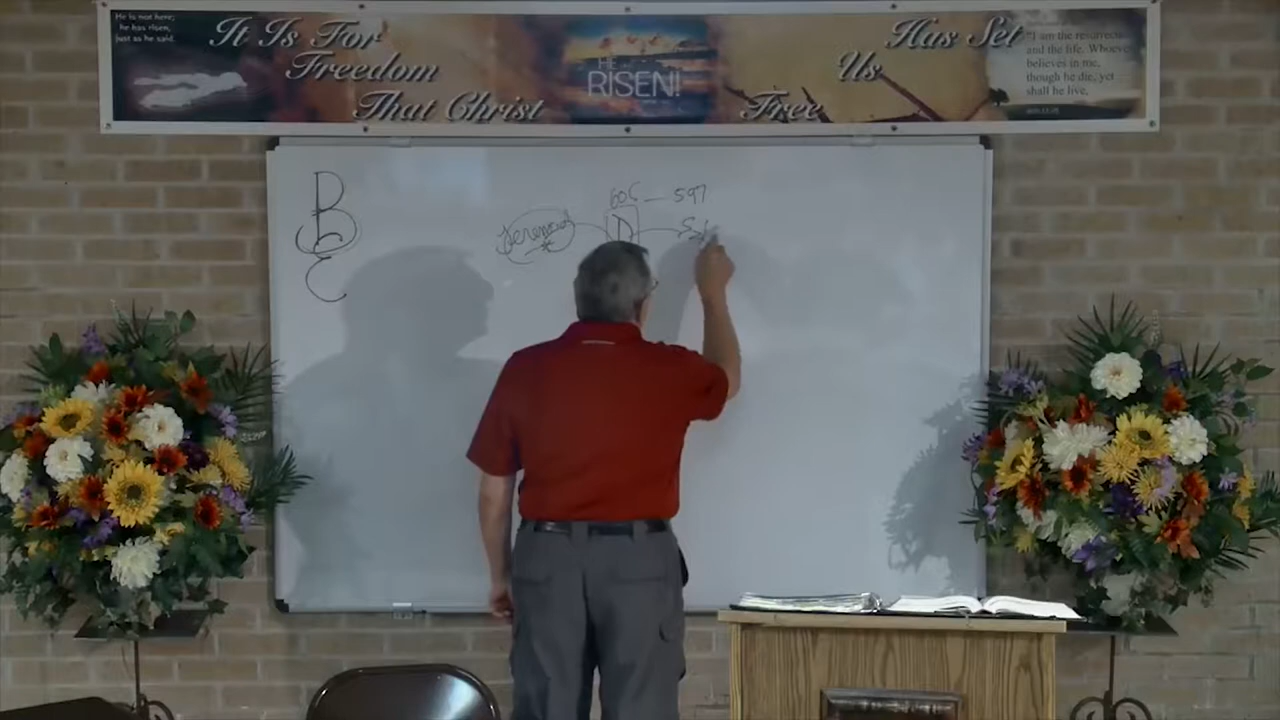 He is not here;
he has risen,
just as he said.
It Is For
Freedom
That Christ
HE
RISEN!
Has Set
Us
Free
"I am the resurrection
and the life. Whoever
believes in me,
though he die, yet
shall he live,
B
E
605 — 597
Jeremiah
D